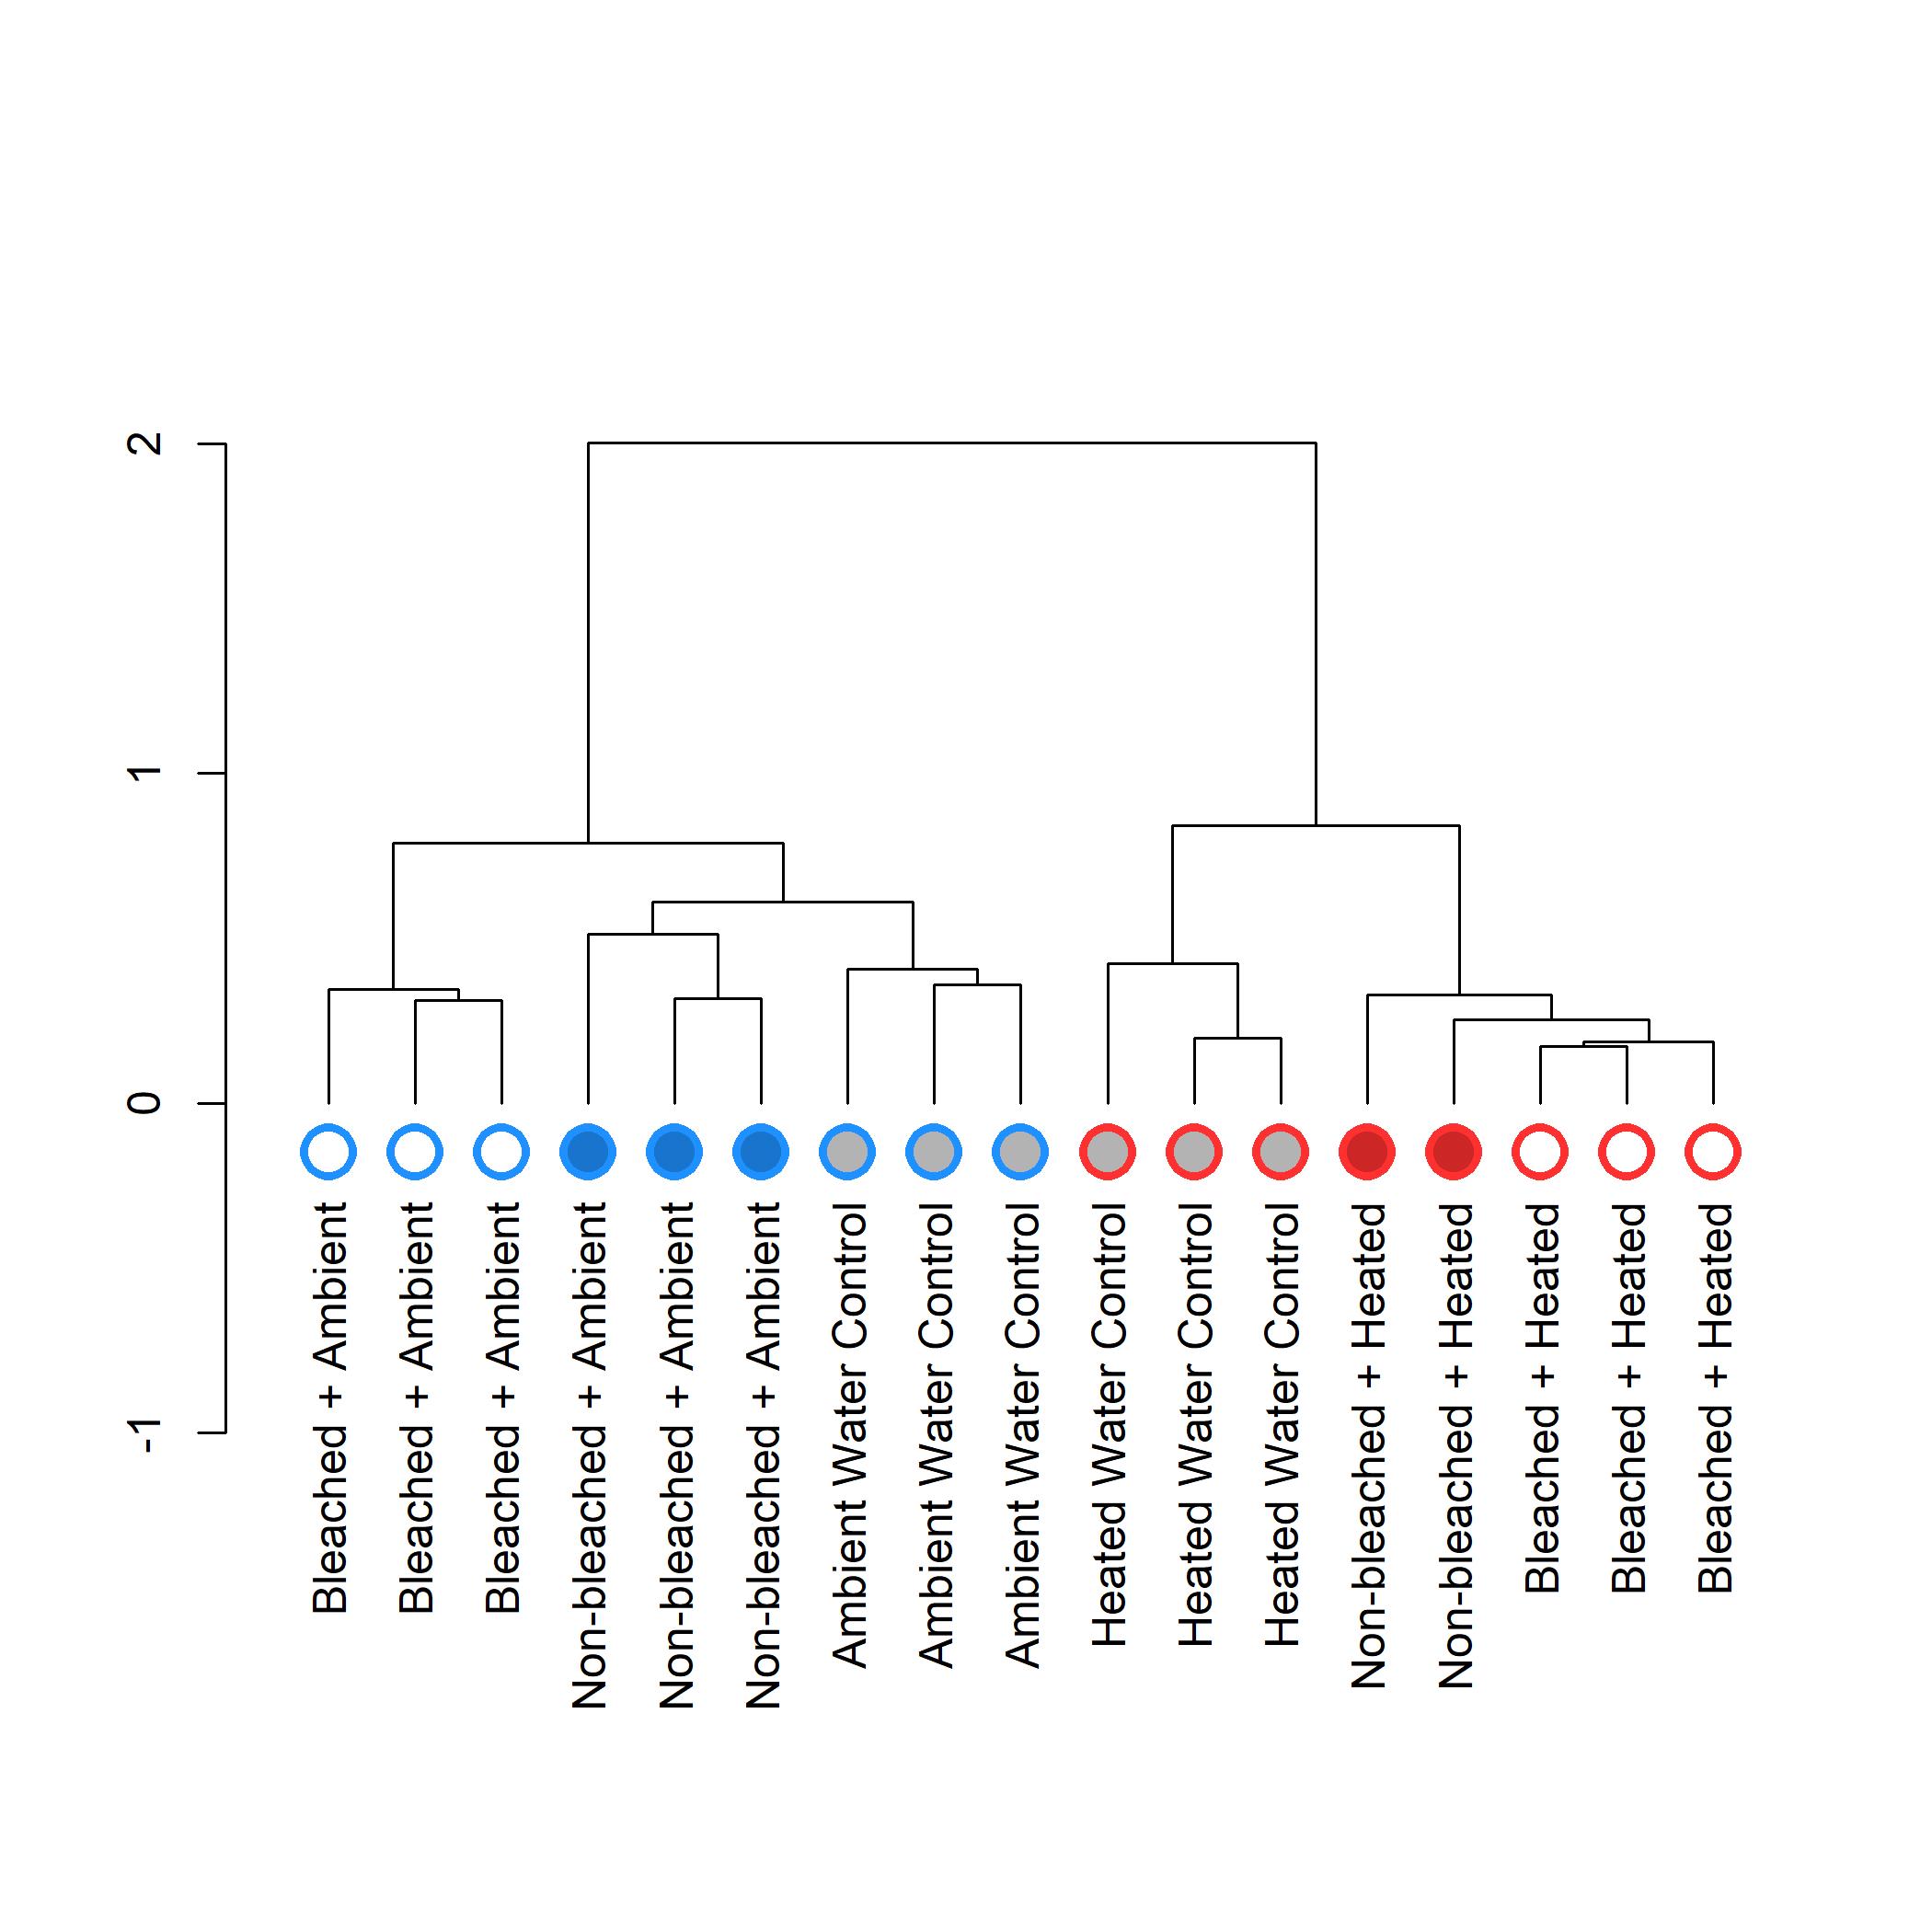 2
1
0
-1
Bleached + Ambient
Bleached + Ambient
Bleached + Ambient
Non-bleached + Ambient
Non-bleached + Ambient
Non-bleached + Ambient
Ambient Water Control
Ambient Water Control
Ambient Water Control
Heated Water Control
Heated Water Control
Heated Water Control
Non-bleached + Heated
Non-bleached + Heated
Bleached + Heated
Bleached + Heated
Bleached + Heated